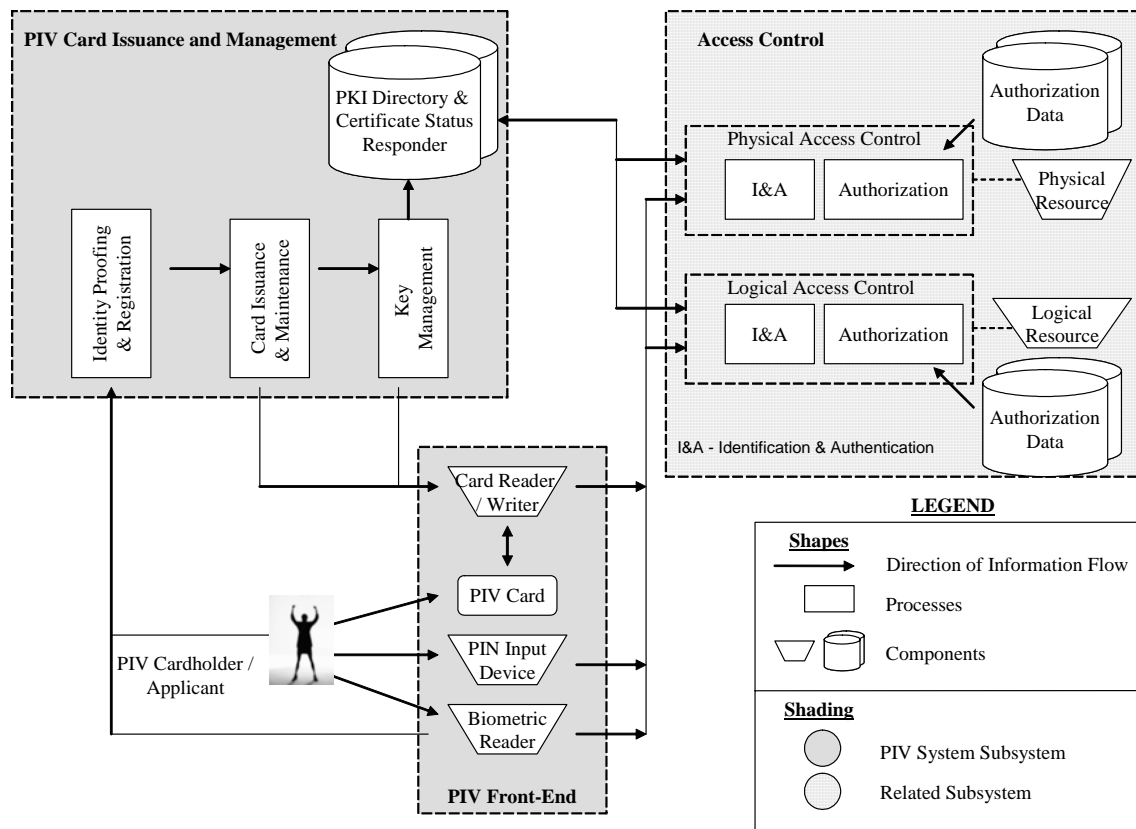 PIV Card Issuance and Management
PKI Directory &
Certificate Status
Responder
Identity Proofing
& Registration
Card Issuance
& Maintenance
Key
Management
Access Control
Authorization
Data
Physical Access Control
I&A
Authorization
Physical
Resource
Logical Access Control
I&A
Authorization
Logical
Resource
Authorization
Data
I&A - Identification & Authentication
Card Reader
/ Writer
PIV Card
PIN Input
Device
Biometric
Reader
PIV Front-End
PIV Cardholder /
Applicant
LEGEND
Shapes
Direction of Information Flow
Processes
Components
Shading
PIV System Subsystem
Related Subsystem